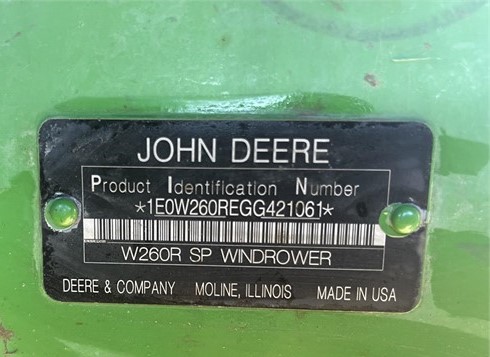 JOHN DEERE
Product Identification Number
*1E0W260REGG421061*
W260R SP WINDROWER
DEERE & COMPANY MOLINE, ILLINOIS MADE IN USA